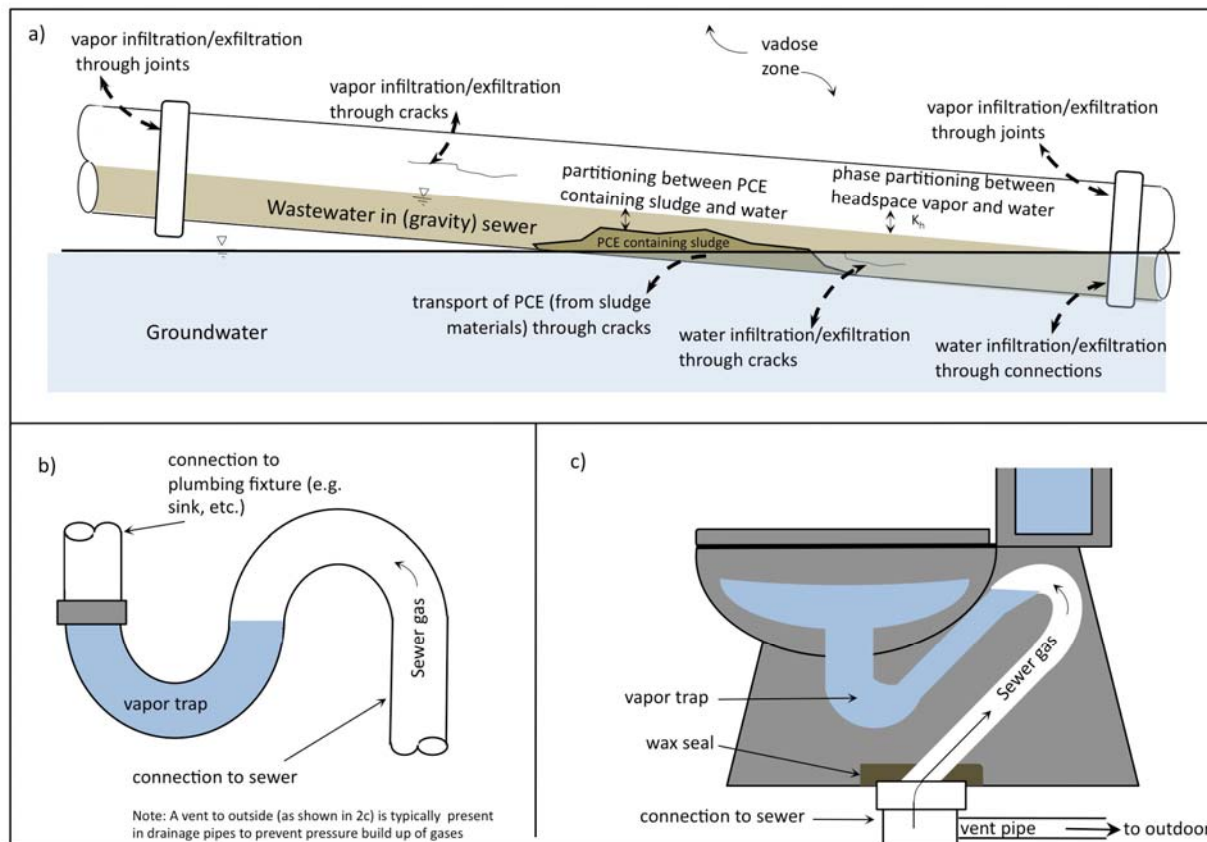 a)
vapor infiltration/exfiltration
through joints
vapor infiltration/exfiltration
through cracks
vadose
zone
vapor infiltration/exfiltration
through joints
partitioning between PCE
containing sludge and water
phase partitioning between
headspace vapor and water
Kh
Wastewater in (gravity) sewer
PCE containing sludge
Groundwater
transport of PCE (from sludge
materials) through cracks
water infiltration/exfiltration
through cracks
water infiltration/exfiltration
through connections
b)
connection to
plumbing fixture (e.g.
sink, etc.)
Sewer gas
vapor trap
connection to sewer
Note: A vent to outside (as shown in 2c) is typically present
in drainage pipes to prevent pressure build up of gases
c)
Sewer gas
vapor trap
wax seal
connection to sewer
vent pipe
to outdoor